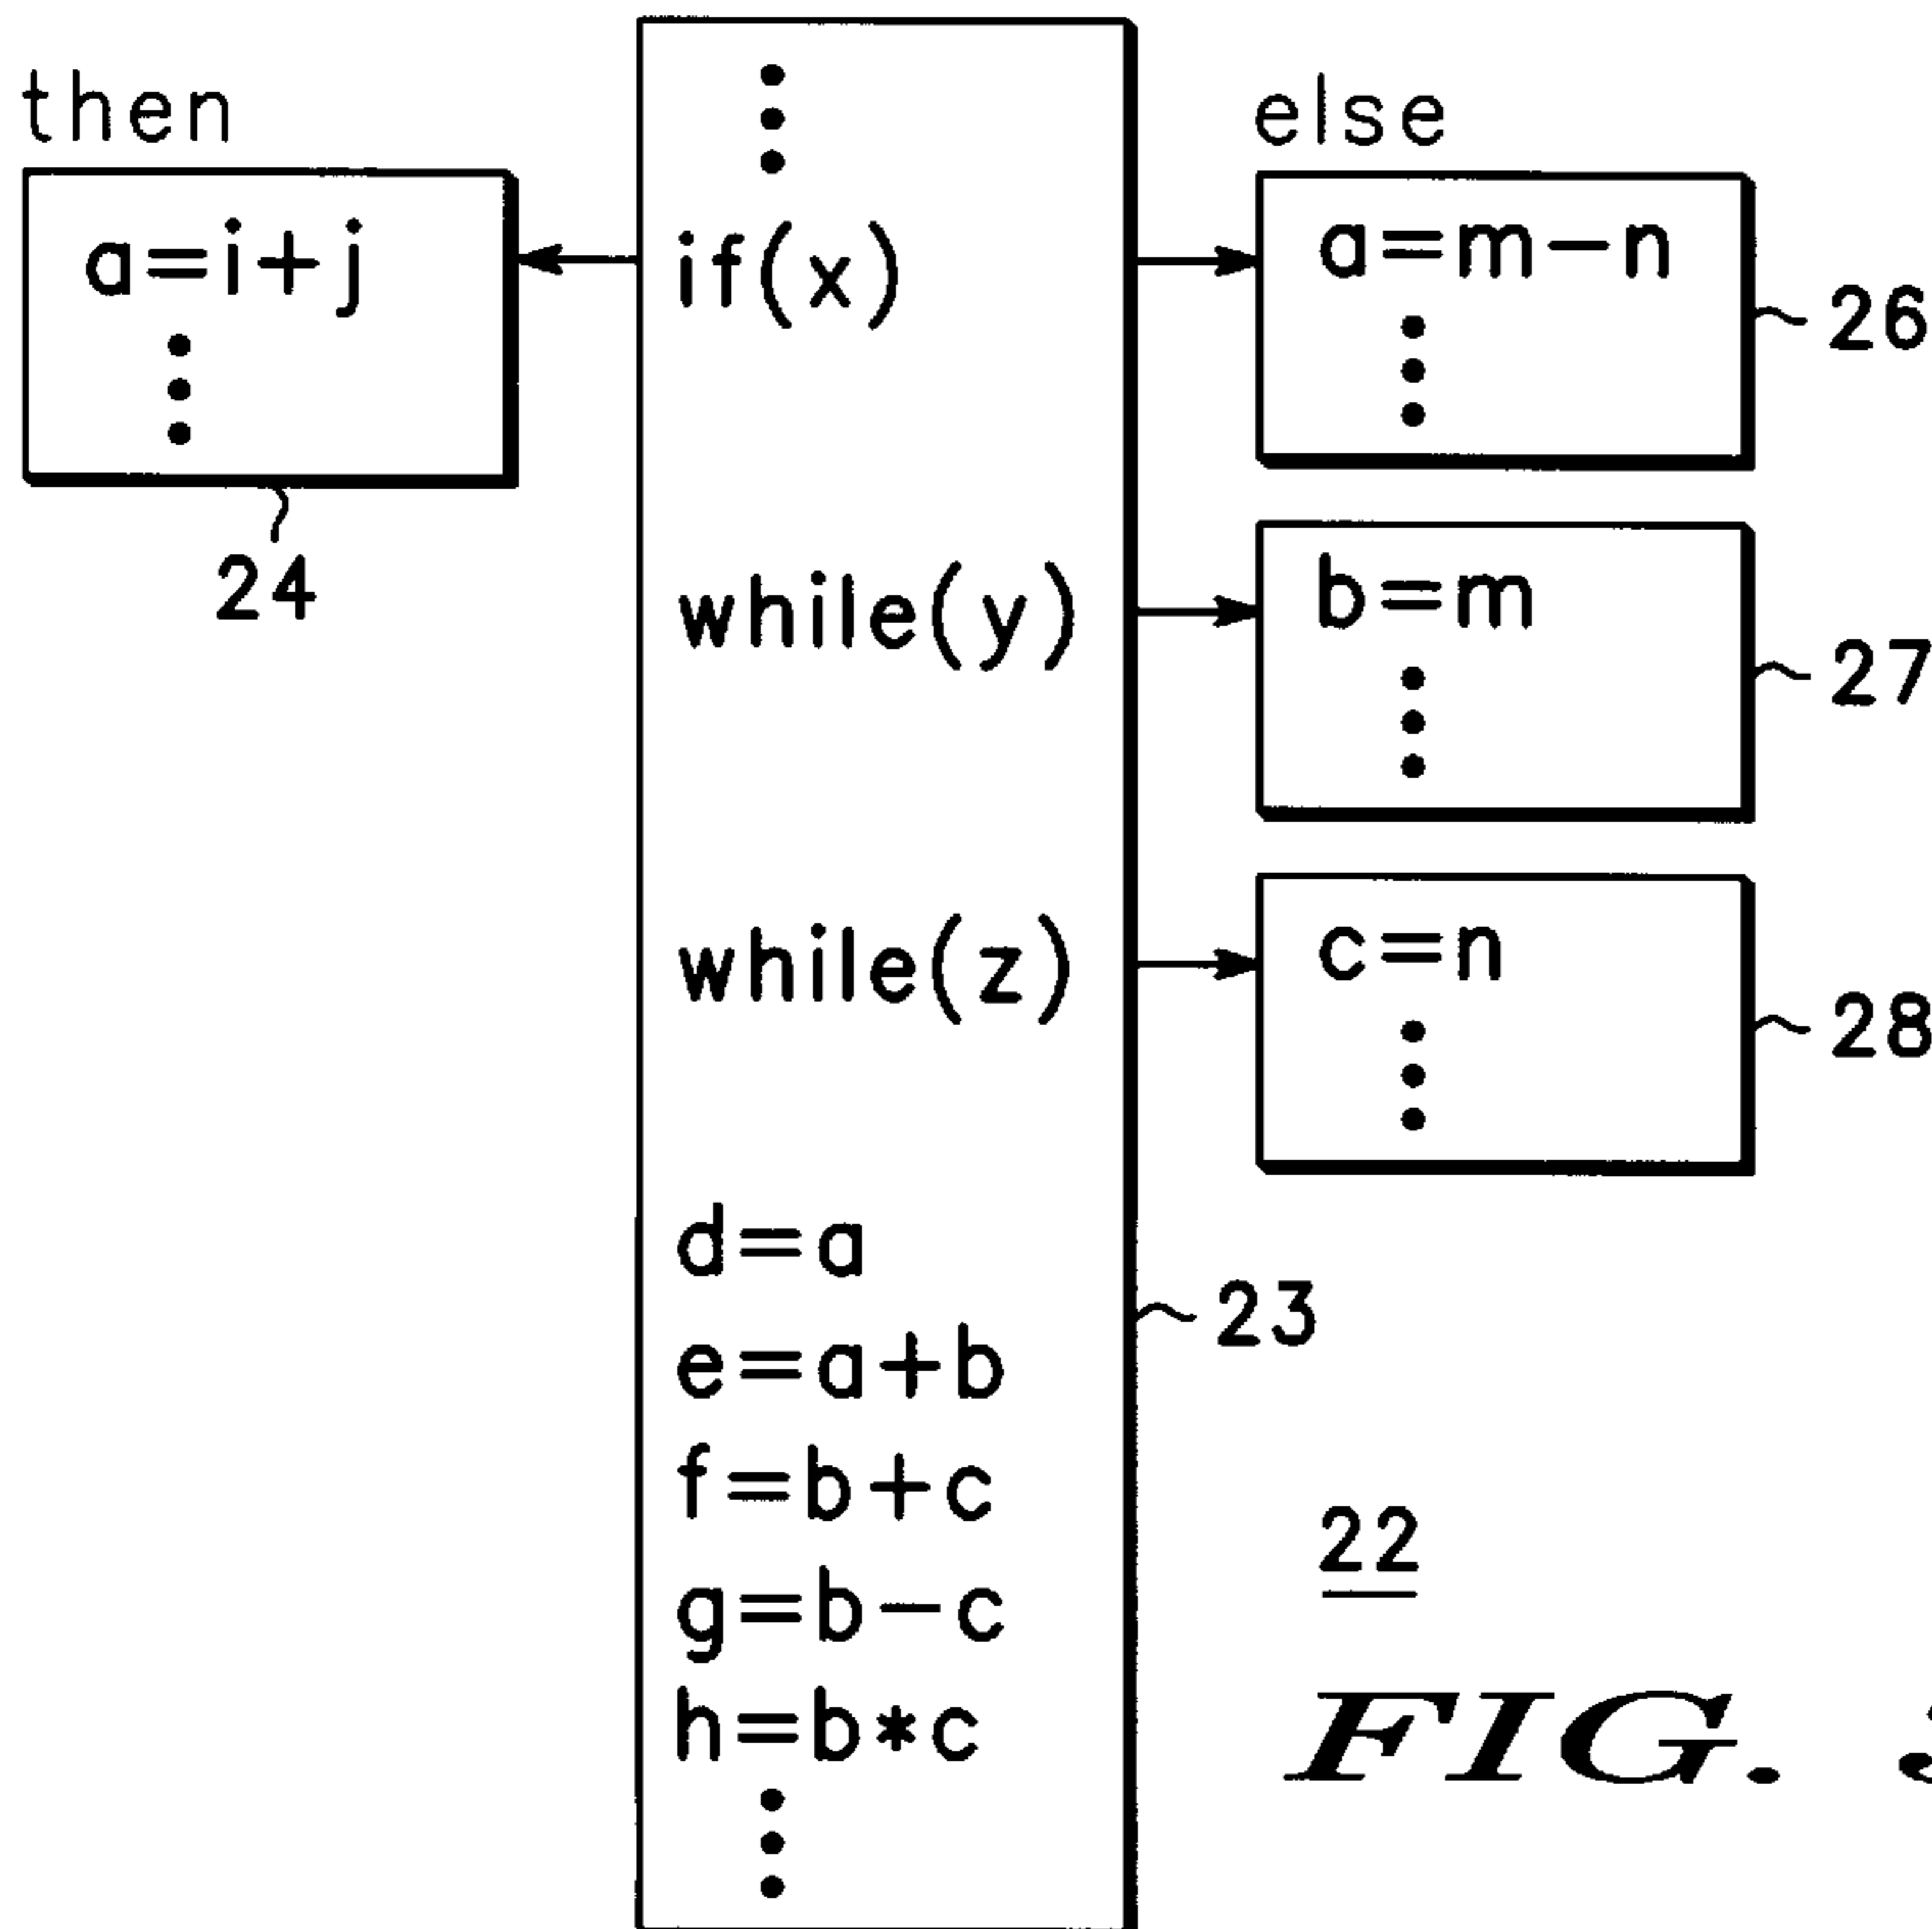 then
a=i+j
24
if(x)
while(y)
while(z)
d=a
e=a+b
f=b+c
g=b-c
h=b*c
23
else
a=m-n
26
b=m
27
c=n
28
22
FIG.